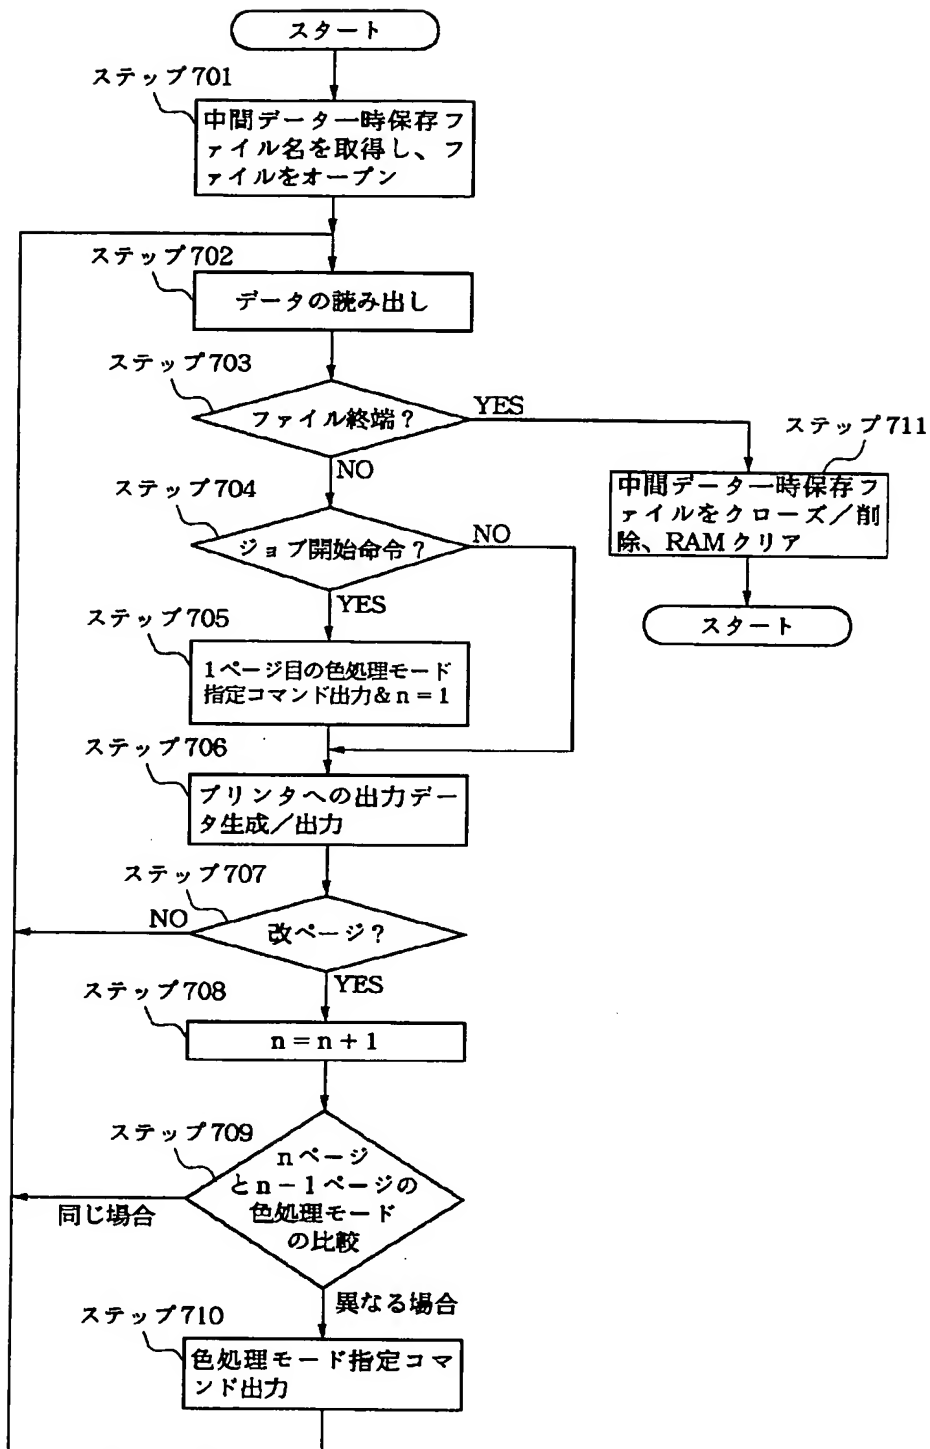 スタート
ステップ701
中間データ一時保存フ
ァイル名を取得し、フ
ァイルをオープン
ステップ702
データの読み出し
ステップ703
ファイル終端?
YES
NO
ステップ711
中間データ一時保存フ
ァイルをクローズ/削
除、RAMクリア
スタート
ステップ704
ジョブ開始命令?
NO
YES
ステップ705
1ページ目の色処理モード
指定コマンド出力&n=1
ステップ706
プリンタへの出力デー
タ生成/出力
ステップ707
改ページ?
NO
YES
ステップ708
n=n+1
ステップ709
nページ
とn-1ページの
色処理モード
の比較
同じ場合
異なる場合
ステップ710
色処理モード指定コマ
ンド出力